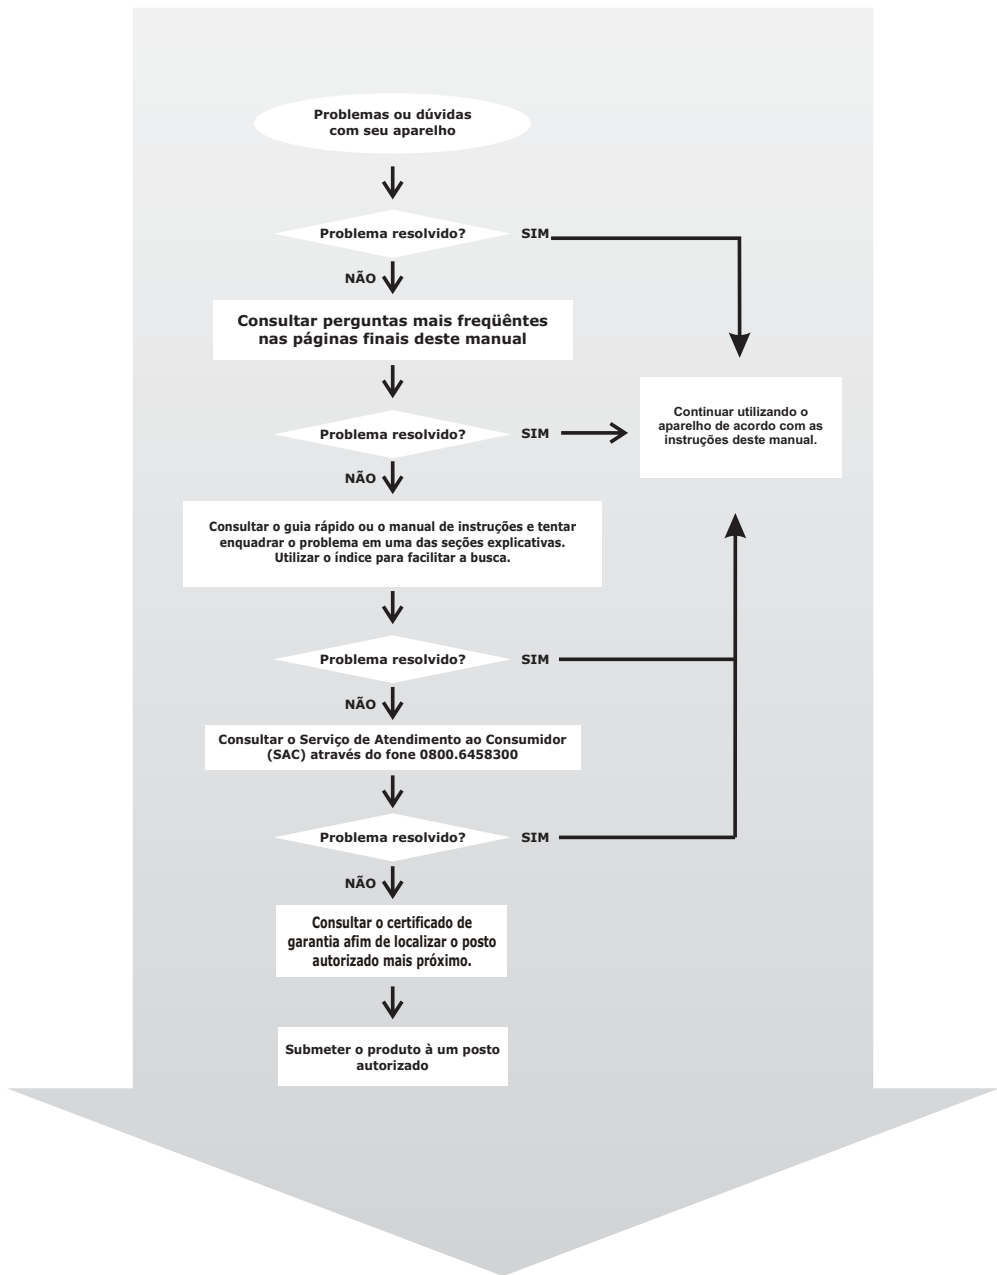 Problemas ou dúvidas
com seu aparelho
Problema resolvido?
SIM
NÃO
Consultar perguntas mais freqüêntes
nas páginas finais deste manual
Continuar utilizando o
aparelho de acordo com as
instruções deste manual.
Problema resolvido?
SIM
NÃO
Consultar o guia rápido ou o manual de instruções e tentar
enquadrar o problema em uma das seções explicativas.
Utilizar o índice para facilitar a busca.
Problema resolvido?
SIM
NÃO
Consultar o Serviço de Atendimento ao Consumidor
(SAC) através do fone 0800.6458300
Problema resolvido?
SIM
NÃO
Consultar o certificado de
garantia afim de localizar o posto
autorizado mais próximo.
Submeter o produto à um posto
autorizado